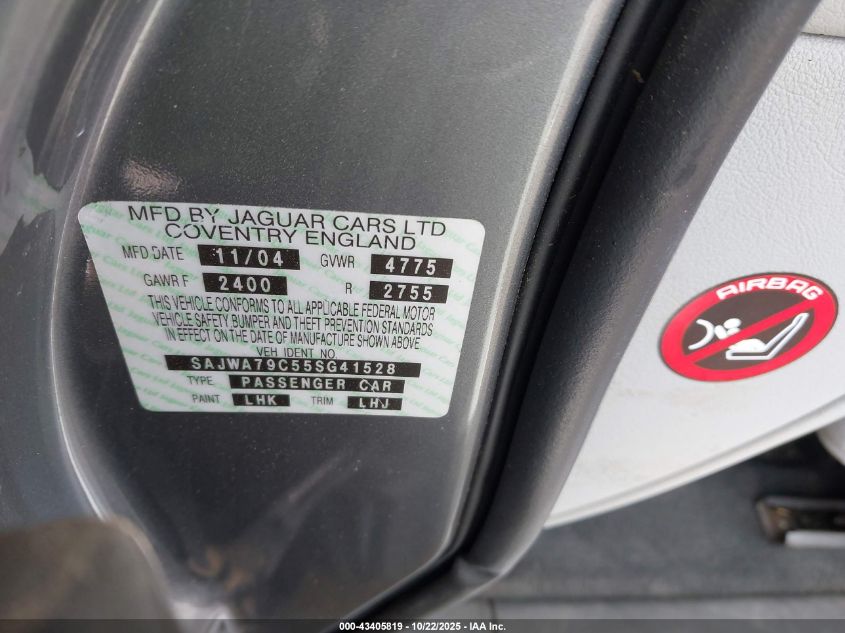 MFD BY JAGUAR CARS LTD
COVENTRY ENGLAND
MFD DATE 11/04 GVWR 4775
GAWR F 2400 R 2755
THIS VEHICLE CONFORMS TO ALL APPLICABLE FEDERAL MOTOR
VEHICLE SAFETY BUMPER AND THEFT PREVENTION STANDARDS
IN EFFECT ON THE DATE OF MANUFACTURE SHOWN ABOVE
VEH IDENT NO.
SAJWA79C55SG41528
TYPE PASSENGER CAR
PAINT LHK TRIM LHJ
AIRBAG
000-43405819 - 10/22/2025 - IAA Inc.